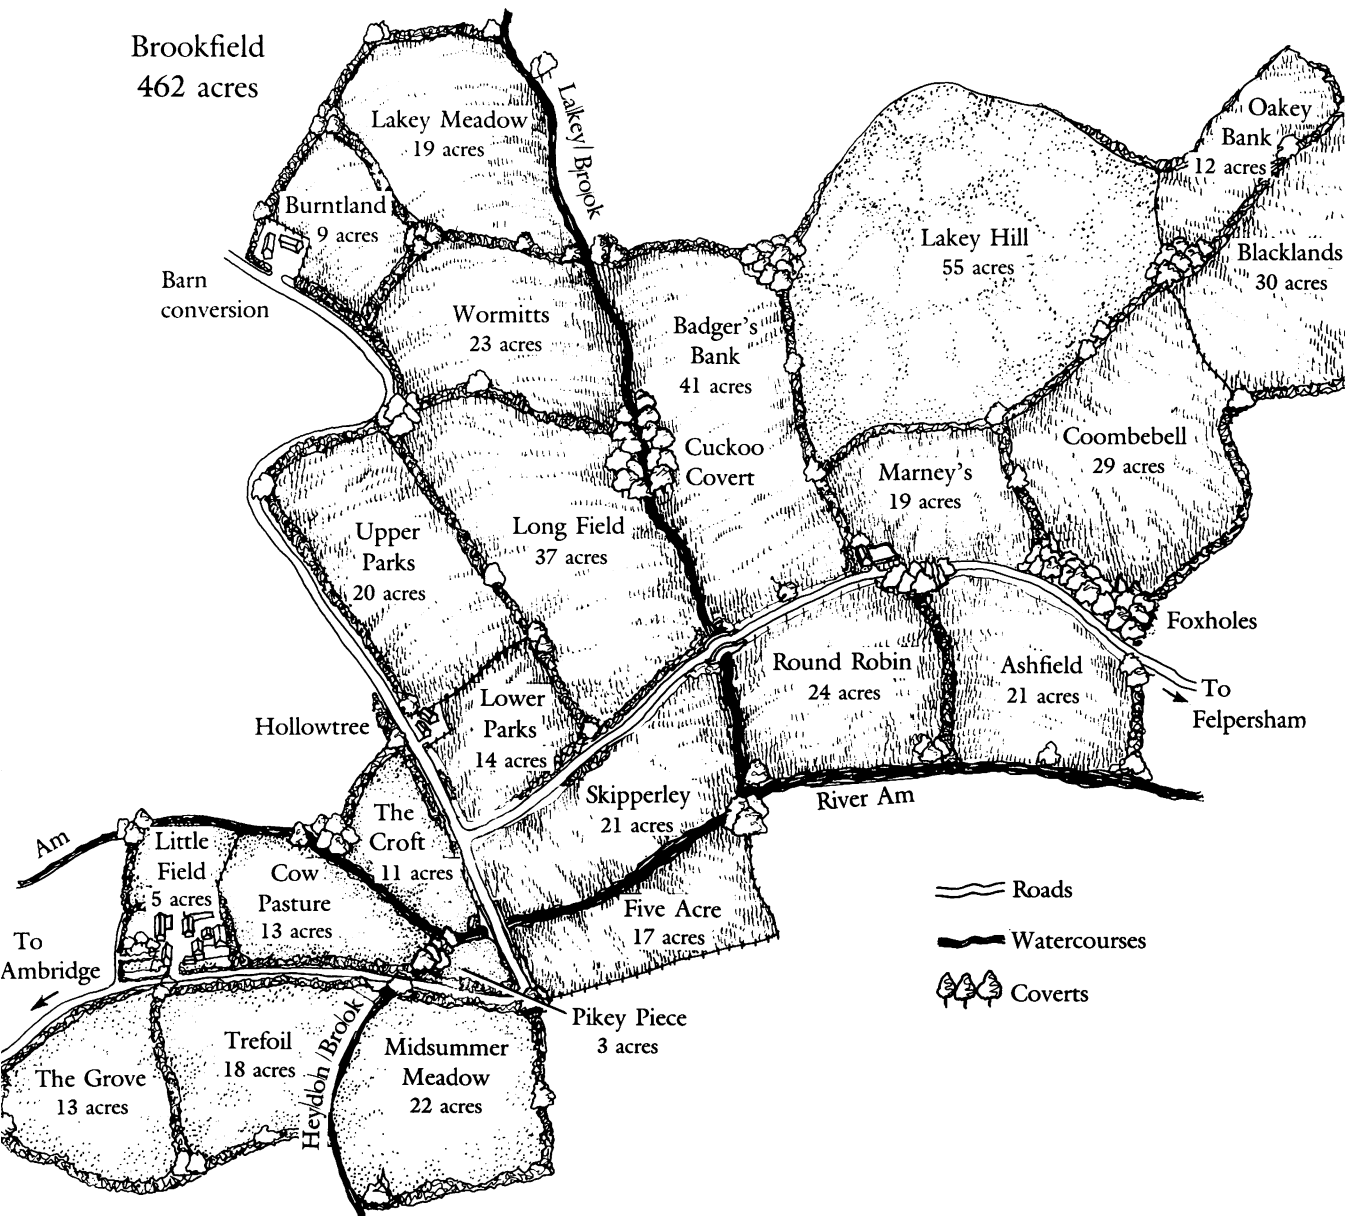 Brookfield
462 acres
Lakey Meadow
19 acres
Lakey Brook
Oakey
Bank
12 acres
Burntland
9 acres
Lakey Hill
55 acres
Blacklands
30 acres
Barn
conversion
Wormitts
23 acres
Badger's
Bank
41 acres
Cuckoo
Covert
Coombebell
29 acres
Marney's
19 acres
Upper
Parks
20 acres
Long Field
37 acres
Foxholes
Round Robin
24 acres
Ashfield
21 acres
To
Felpersham
Hollowtree
Lower
Parks
14 acres
Skipperley
21 acres
River Am
The
Croft
11 acres
Am
Little
Field
5 acres
Cow
Pasture
13 acres
Five Acre
17 acres
Roads
Watercourses
Coverts
To
Ambridge
Pikey Piece
3 acres
Trefoil
18 acres
Heydon Brook
Midsummer
Meadow
22 acres
The Grove
13 acres